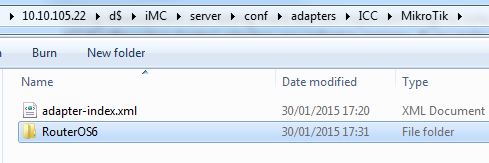 10.10.105.22 ▸ d$ ▸ iMC ▸ server ▸ conf ▸ adapters ▸ ICC ▸ MikroTik ▸
Burn New folder
Name Date modified Type
adapter-index.xml 30/01/2015 17:20 XML Document
RouterOS6 30/01/2015 17:31 File folder